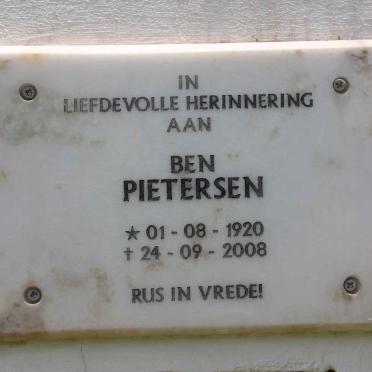 IN
LIEFDEVOLLE HERINNERING
AAN
BEN
PIETERSEN
★ 01 - 08 - 1920
† 24 - 09 - 2008
RUS IN VREDE!